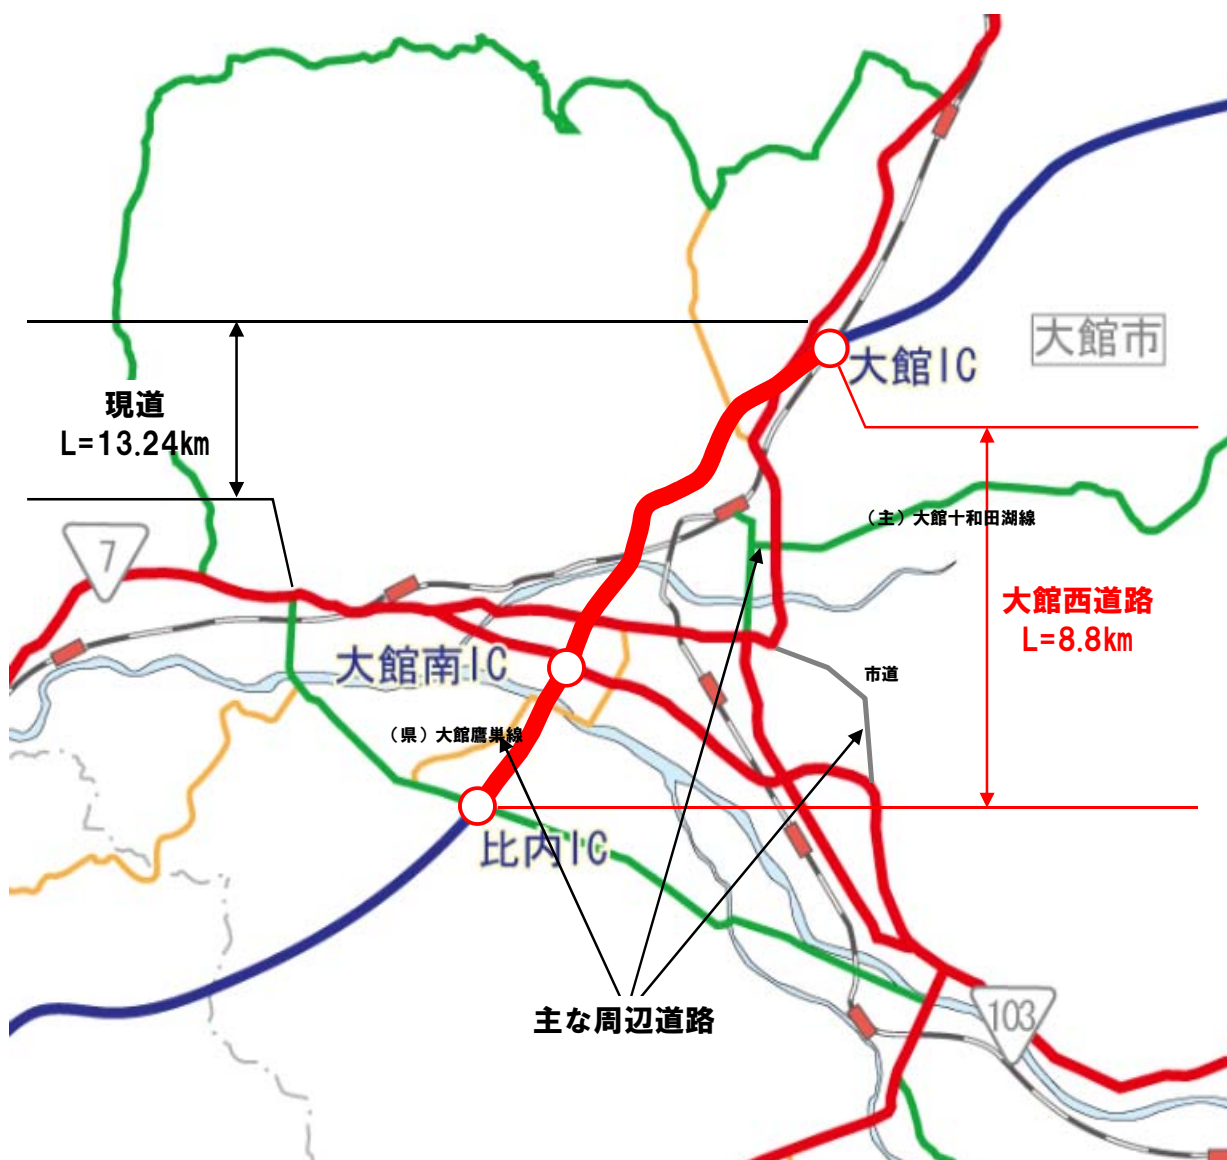 大館市
大館IC
現道
L=13.24km
(主)大館十和田湖線
7
大館西道路
L=8.8km
大館南IC
市道
(県)大館鷹巣線
比内IC
103
主な周辺道路